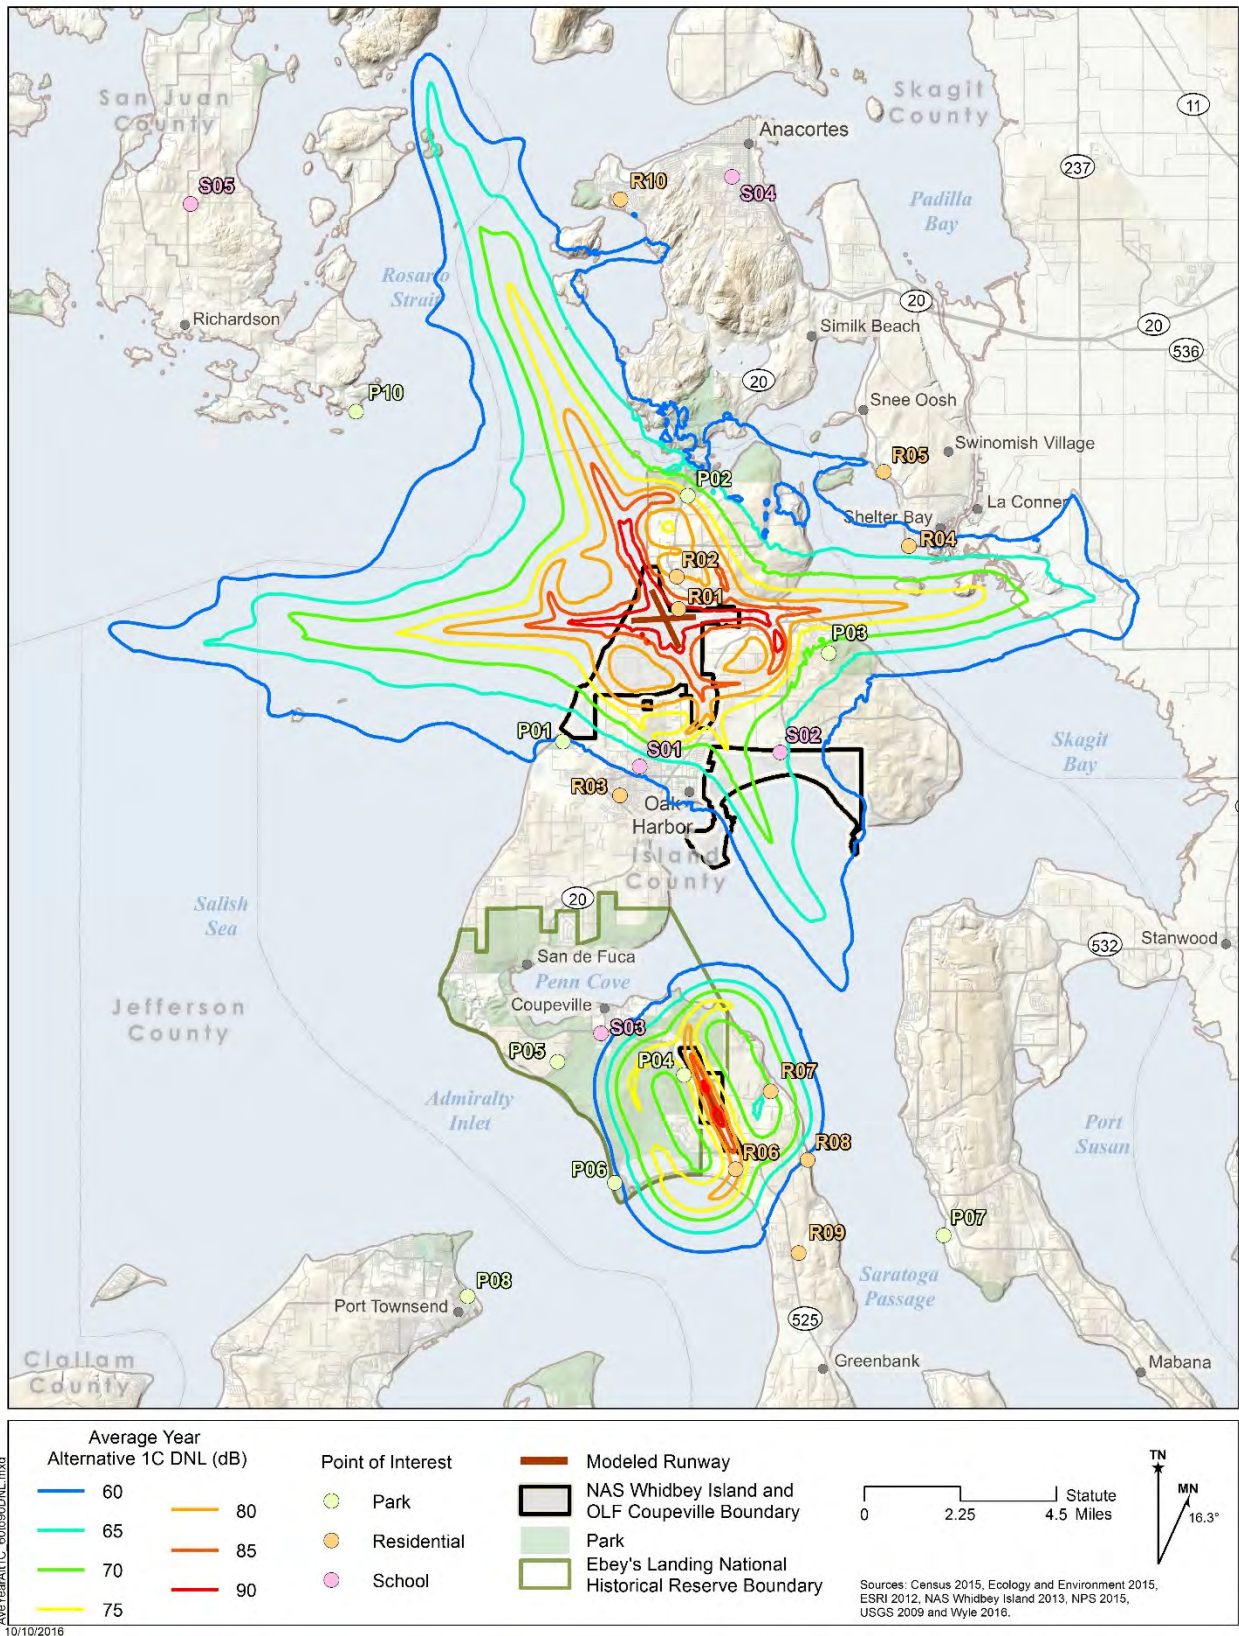 San Juan
County
Skagit
County
11
Anacortes
237
S05
R10
S04
Padilla
Bay
Rosario
Strait
20
Richardson
Similk Beach
20
536
P10
20
Snee Oosh
Swinomish Village
R05
P02
La Conner
Shelter Bay
R04
R02
R01
P03
P01
S01
S02
Skagit
Bay
R03
Oak
Harbor
Island
County
20
Salish
Sea
532
Stanwood
San de Fuca
Penn Cove
Jefferson
County
Coupeville
S03
P05
P04
R07
Admiralty
Inlet
Port
Susan
R08
R06
P06
P07
R09
Saratoga
Passage
P08
Port Townsend
525
Clallam
County
Greenbank
Mabana
Average Year
Alternative 1C DNL (dB)
60
65
70
75
80
85
90
Point of Interest
Park
Residential
School
Modeled Runway
NAS Whidbey Island and
OLF Coupeville Boundary
Park
Ebey's Landing National
Historical Reserve Boundary
0 2.25 4.5
Statute
Miles
TN
MN
16.3°
Sources: Census 2015, Ecology and Environment 2015,
ESRI 2012, NAS Whidbey Island 2013, NPS 2015,
USGS 2009 and Wyle 2016.
10/10/2016